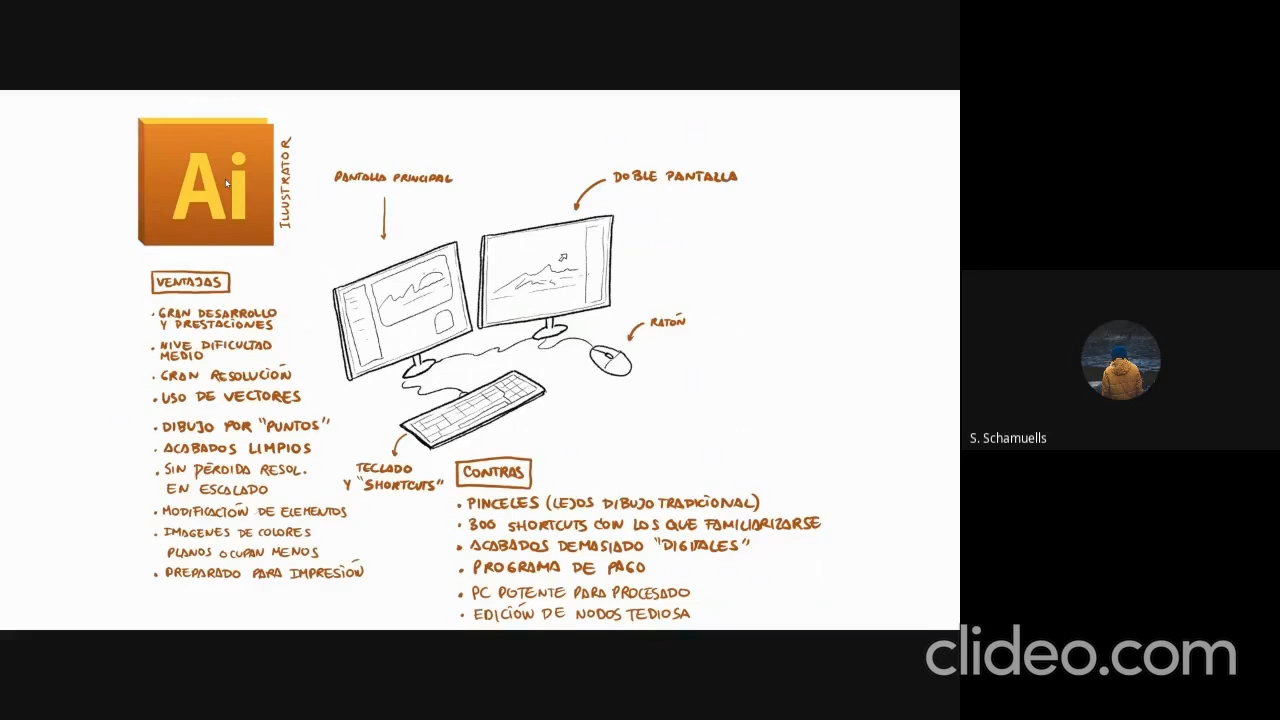 Ai
ILLUSTRATOR
PANTALLA PRINCIPAL
DOBLE PANTALLA
RATÓN
TECLADO
Y "SHORTCUTS"
VENTAJAS
· GRAN DESARROLLO
Y PRESTACIONES
· NIVE DIFICULTAD
MEDIO
· GRAN RESOLUCIÓN
· USO DE VECTORES
· DIBUJO POR "PUNTOS"
· ACABADOS LIMPIOS
· SIN PÉRDIDA RESOL.
EN ESCALADO
· MODIFICACIÓN DE ELEMENTOS
· IMAGENES DE COLORES
PLANOS OCUPAN MENOS
· PREPARADO PARA IMPRESIÓN
CONTRAS
· PINCELES (LEJOS DIBUJO TRADICIONAL)
· 300 SHORTCUTS CON LOS QUE FAMILIARIZARSE
· ACABADOS DEMASIADO "DIGITALES"
· PROGRAMA DE PAGO
· PC POTENTE PARA PROCESADO
· EDICIÓN DE NODOS TEDIOSA
S. Schamuells
clideo.com